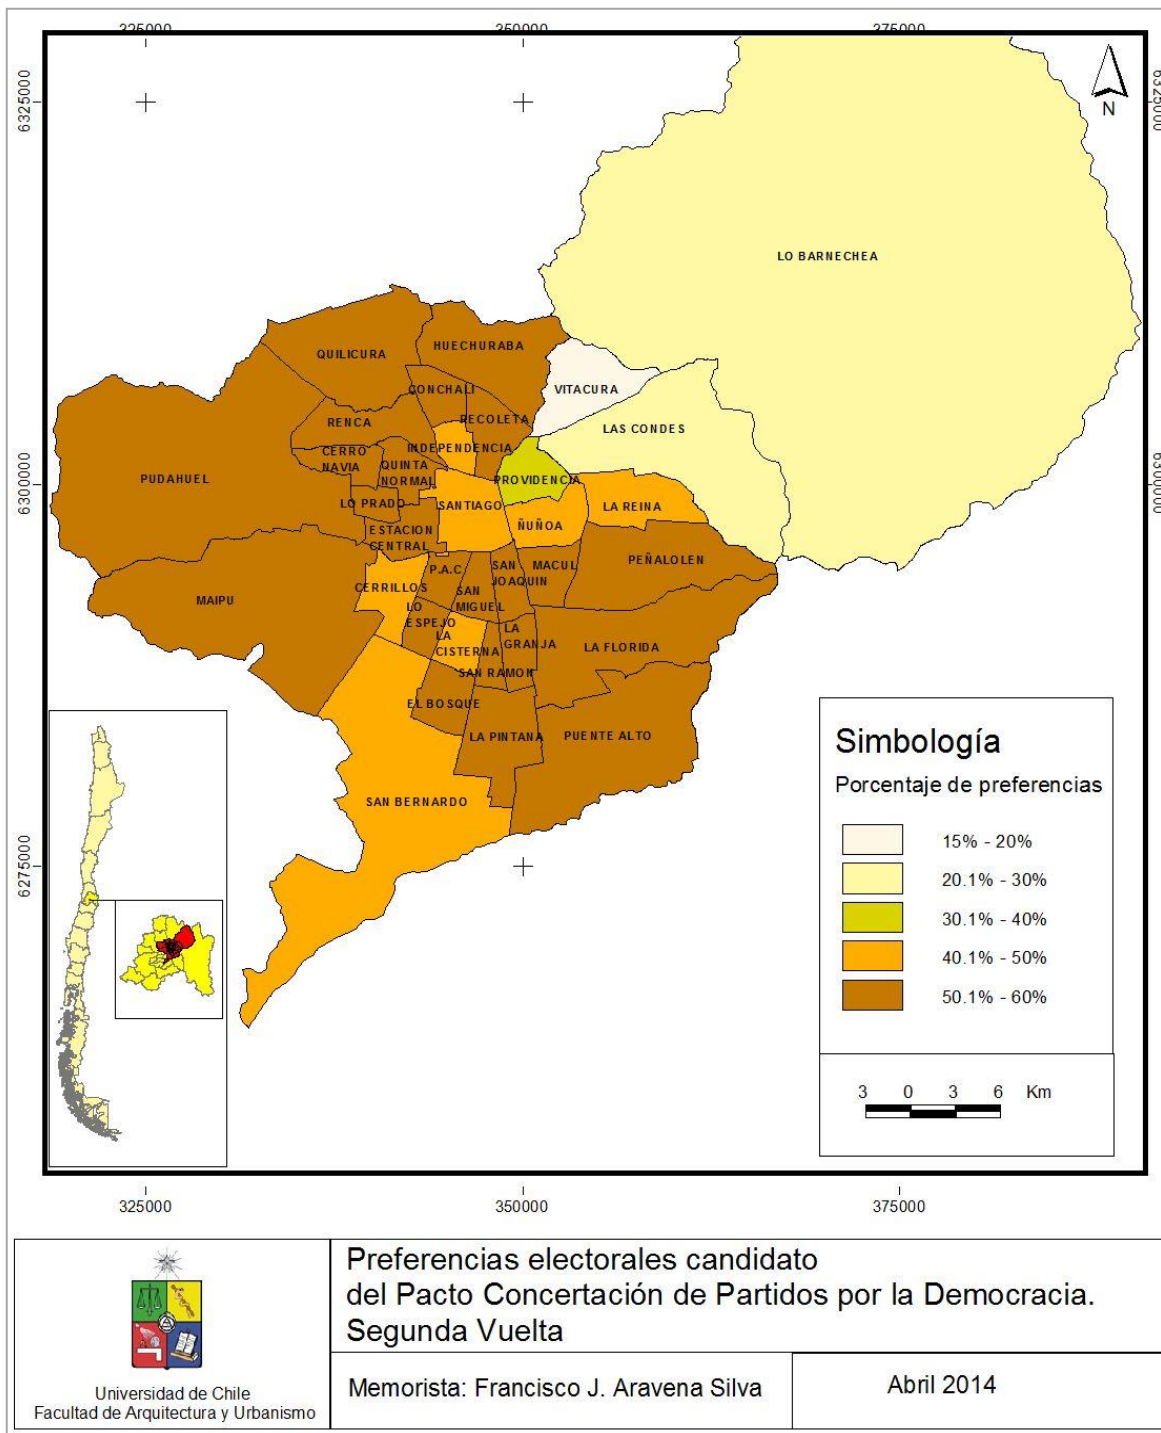 325000
350000
375000
6325000
6325000
N
LO BARNECHEA
HUECHURABA
QUILICURA
CONCHALI
VITACURA
RECOLETA
RENCA
LAS CONDES
INDEPENDENCIA
CERRO
NAVIA
QUINTA
NORMAL
PUDAHUEL
PROVIDENCIA
6300000
6300000
LO PRADO
SANTIAGO
LA REINA
ÑUÑOA
ESTACION
CENTRAL
PEÑALOLEN
P.A.C
SAN
JOAQUIN
MACUL
CERRILLOS
SAN
MIGUEL
MAIPU
LO
ESPEJO
LA
CISTERNA
LA
GRANJA
LA FLORIDA
SAN RAMON
EL BOSQUE
LA PINTANA
PUENTE ALTO
SAN BERNARDO
6275000
Simbología
Porcentaje de preferencias
15% - 20%
20.1% - 30%
30.1% - 40%
40.1% - 50%
50.1% - 60%
3 0 3 6 Km
325000
350000
375000
Universidad de Chile
Facultad de Arquitectura y Urbanismo
Preferencias electorales candidato
del Pacto Concertación de Partidos por la Democracia.
Segunda Vuelta
Memorista: Francisco J. Aravena Silva
Abril 2014